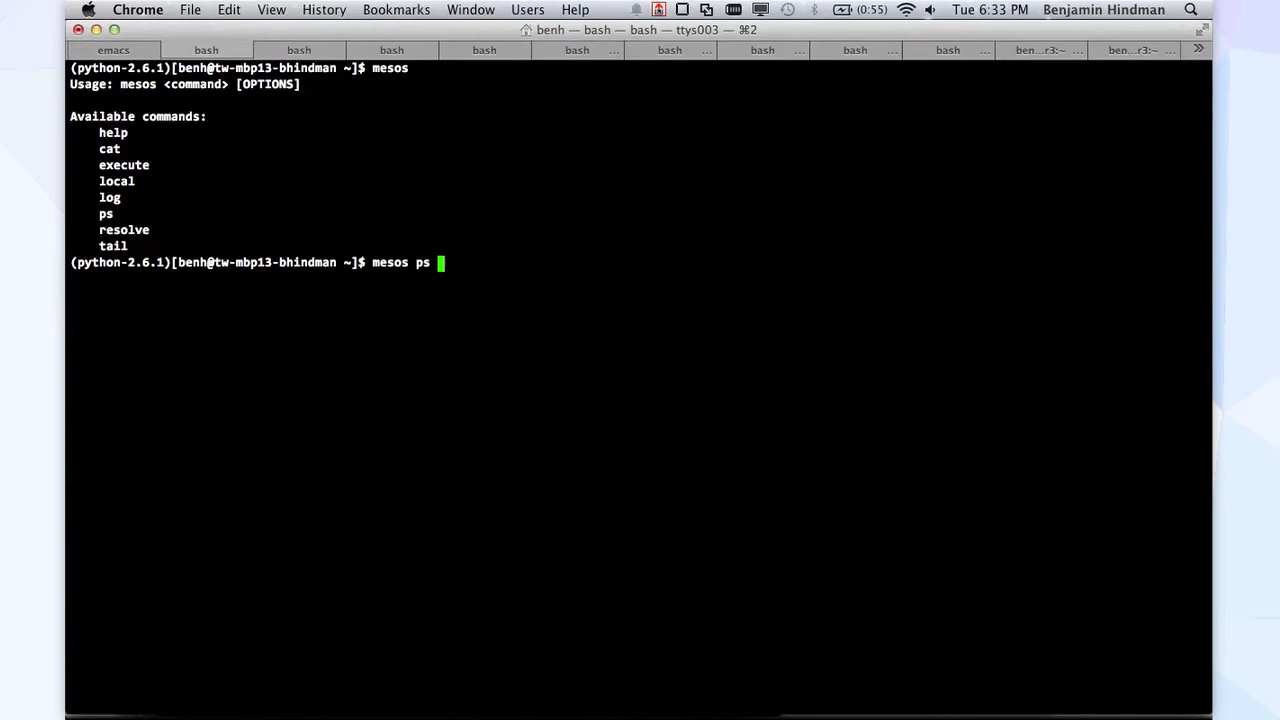 Chrome File Edit View History Bookmarks Window Users Help (0:55) Tue 6:33 PM Benjamin Hindman
benh — bash — bash — ttys003 — ⌘2
emacs bash bash bash bash bash ... bash ... bash ... bash ... bash ... ben...r3:~ ... ben...r3:~ ... »
(python-2.6.1)[benh@tw-mbp13-bhindman ~]$ mesos
Usage: mesos <command> [OPTIONS]
Available commands:
help
cat
execute
local
log
ps
resolve
tail
(python-2.6.1)[benh@tw-mbp13-bhindman ~]$ mesos ps